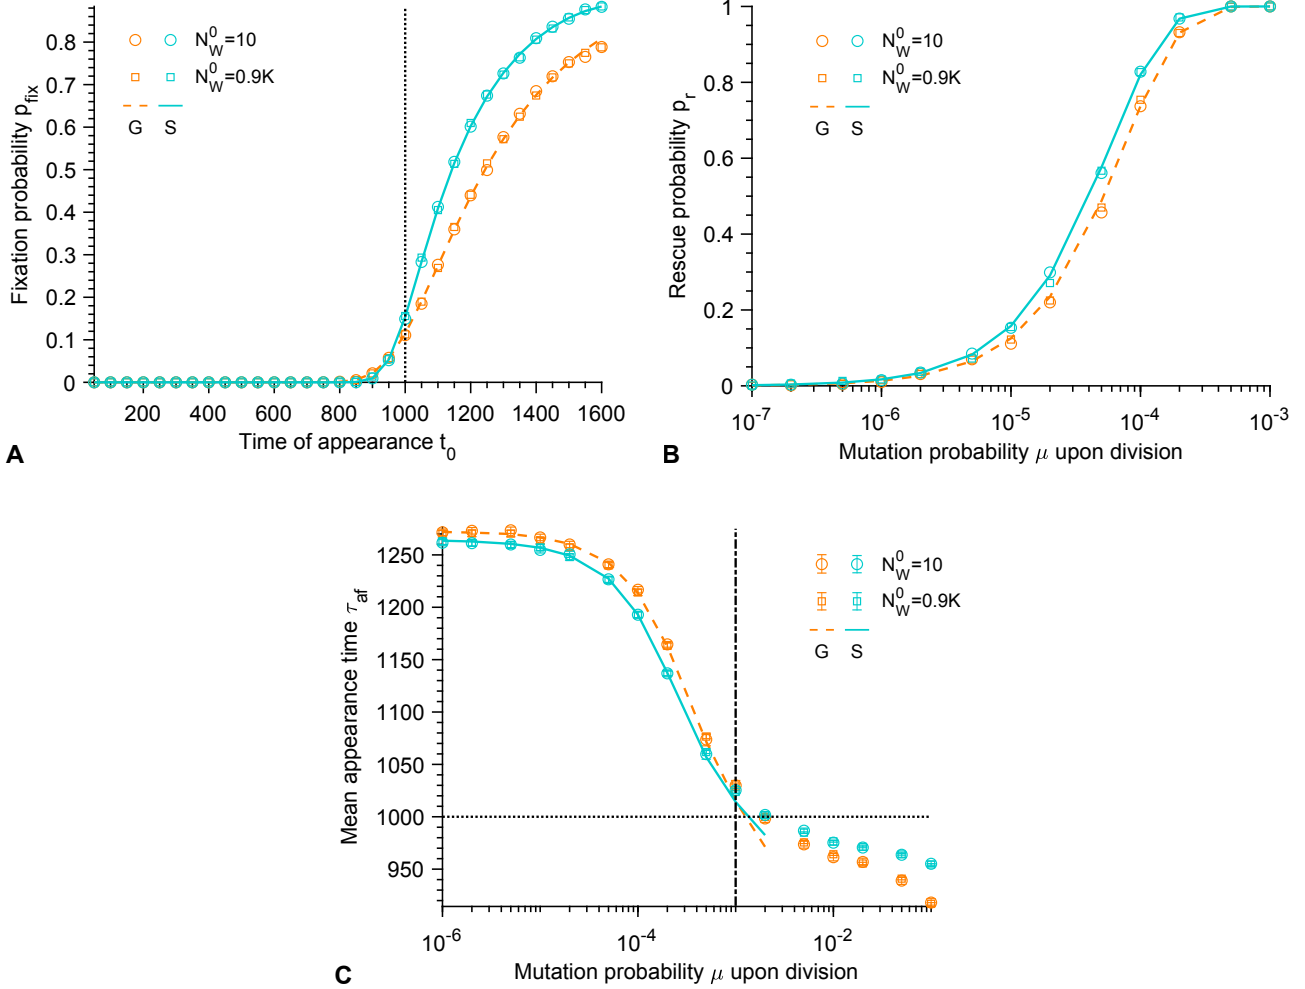 Fixation probability p_fix
0.8
0.7
0.6
0.5
0.4
0.3
0.2
0.1
0
N_W^0=10
N_W^0=0.9K
G S
200 400 600 800 1000 1200 1400 1600
Time of appearance t_0
A
Rescue probability p_r
1
0.8
0.6
0.4
0.2
0
N_W^0=10
N_W^0=0.9K
G S
10^-7 10^-6 10^-5 10^-4 10^-3
Mutation probability μ upon division
B
Mean appearance time τ_af
1250
1200
1150
1100
1050
1000
950
N_W^0=10
N_W^0=0.9K
G S
10^-6 10^-4 10^-2
Mutation probability μ upon division
C